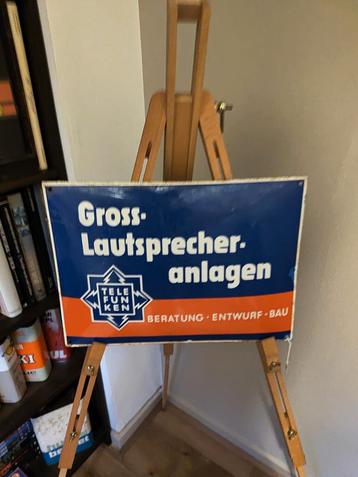 Gross-
Lautsprecher-
anlagen
TELE
FUN
KEN
BERATUNG · ENTWURF · BAU